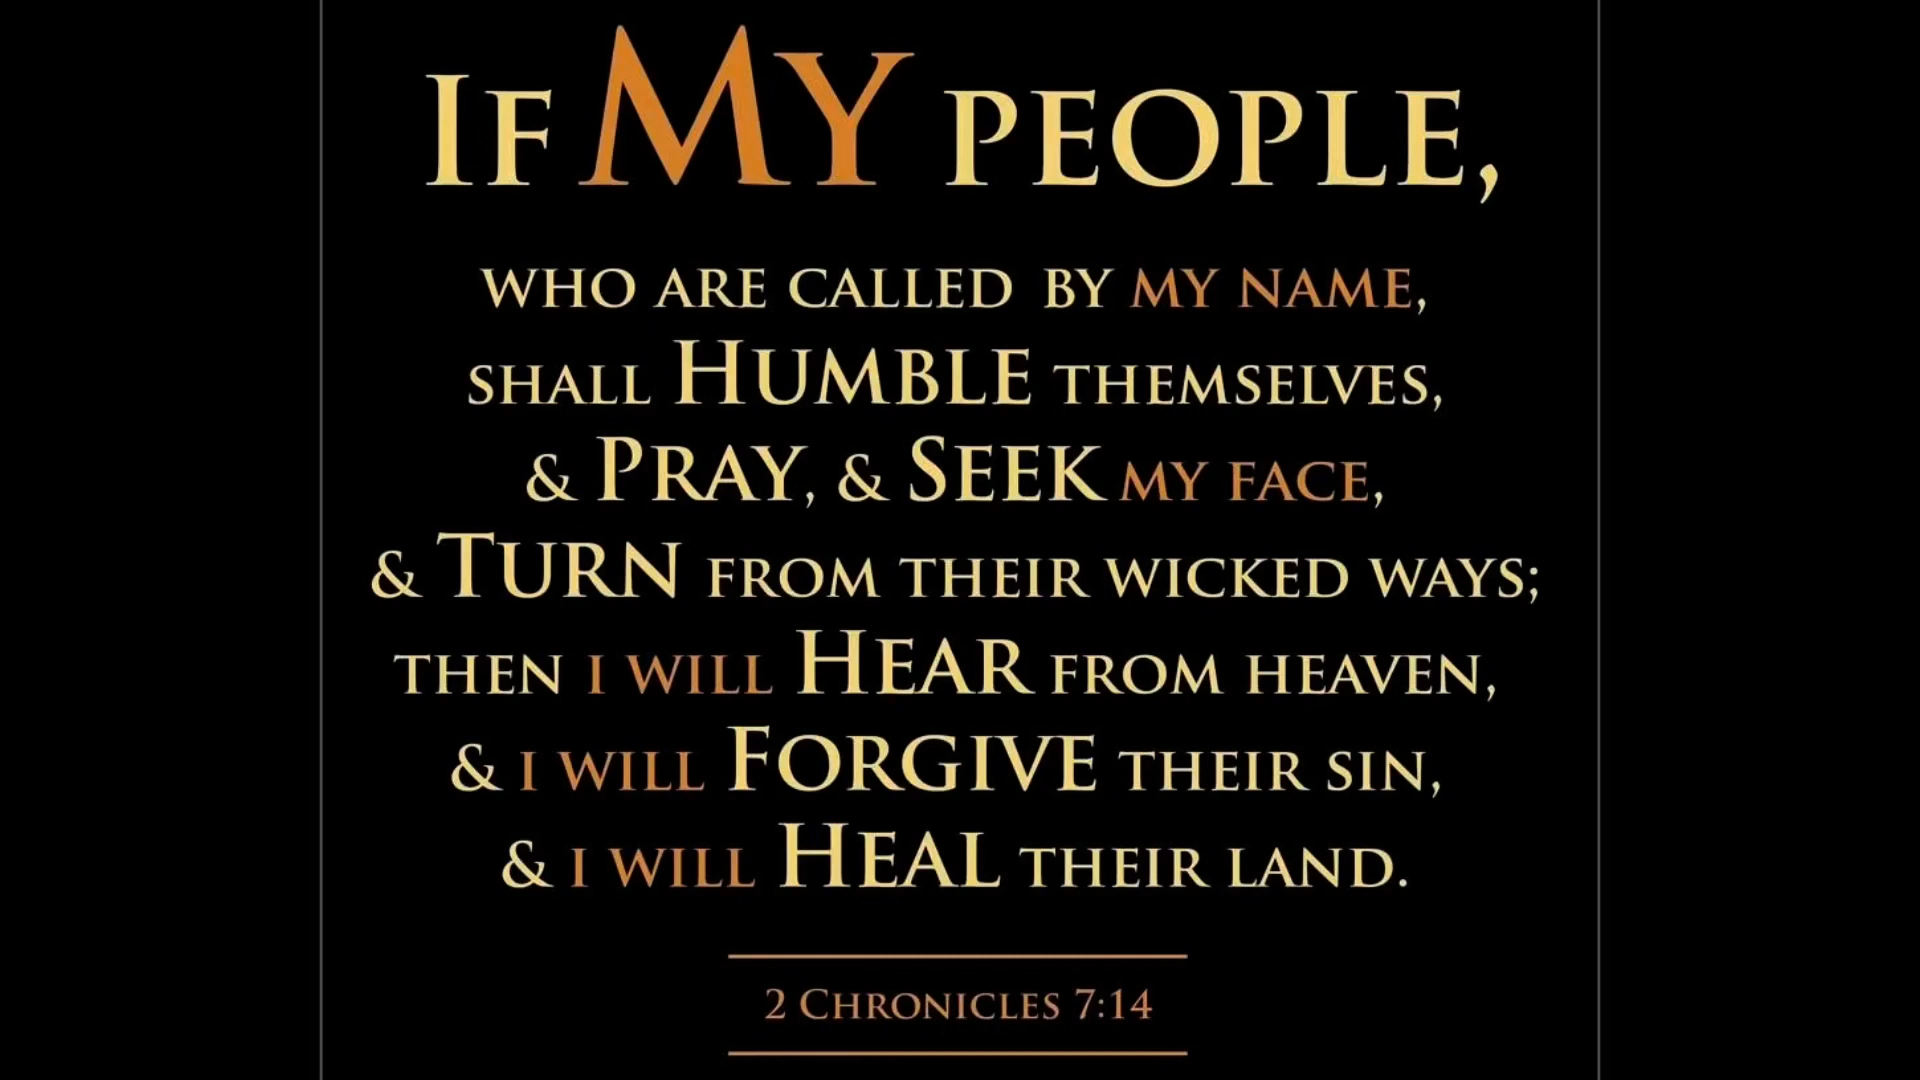 If MY PEOPLE,
WHO ARE CALLED BY MY NAME,
SHALL HUMBLE THEMSELVES,
& PRAY, & SEEK MY FACE,
& TURN FROM THEIR WICKED WAYS;
THEN I WILL HEAR FROM HEAVEN,
& I WILL FORGIVE THEIR SIN,
& I WILL HEAL THEIR LAND.
2 CHRONICLES 7:14